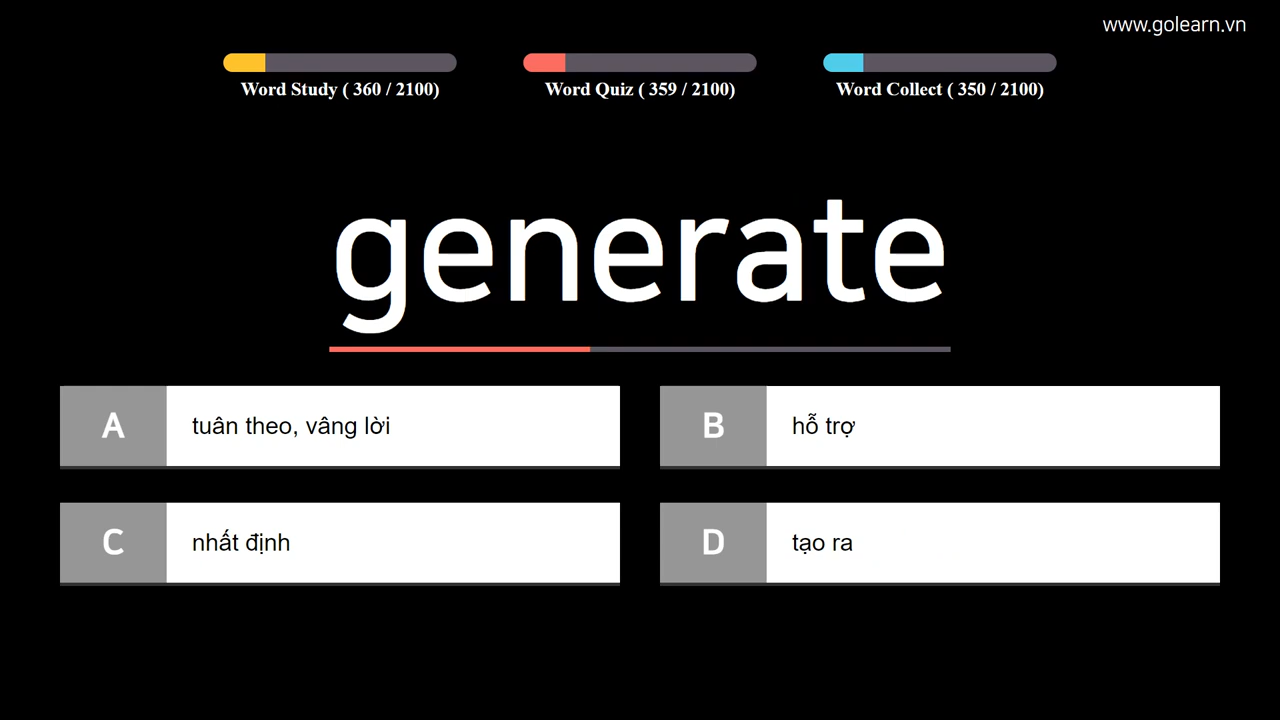 www.golearn.vn
Word Study ( 360 / 2100)
Word Quiz ( 359 / 2100)
Word Collect ( 350 / 2100)
generate
A tuân theo, vâng lời
B hỗ trợ
C nhất định
D tạo ra